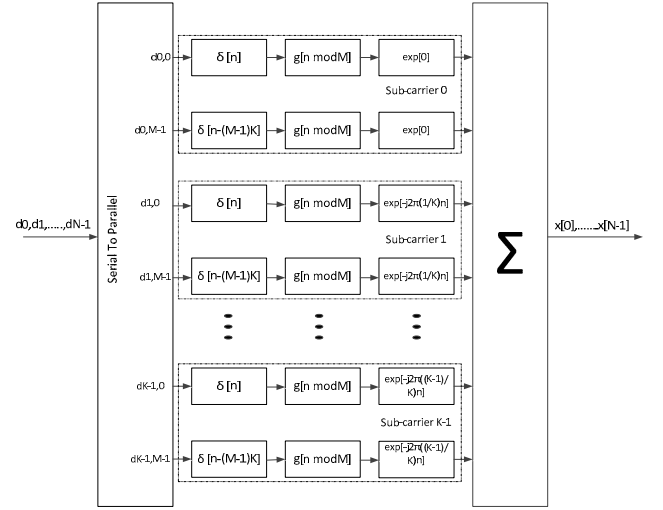 d0,0
δ [n]
g[n modM]
exp[0]
Sub-carrier 0
d0,M-1
δ [n-(M-1)K]
g[n modM]
exp[0]
d0,d1,.....,dN-1
Serial To Parallel
d1,0
δ [n]
g[n modM]
exp[-j2π(1/K)n]
Sub-carrier 1
d1,M-1
δ [n-(M-1)K]
g[n modM]
exp[-j2π(1/K)n]
Σ
x[0],......,x[N-1]
dK-1,0
δ [n]
g[n modM]
exp[-j2π((K-1)/
K)n]
Sub-carrier K-1
dK-1,M-1
δ [n-(M-1)K]
g[n modM]
exp[-j2π((K-1)/
K)n]